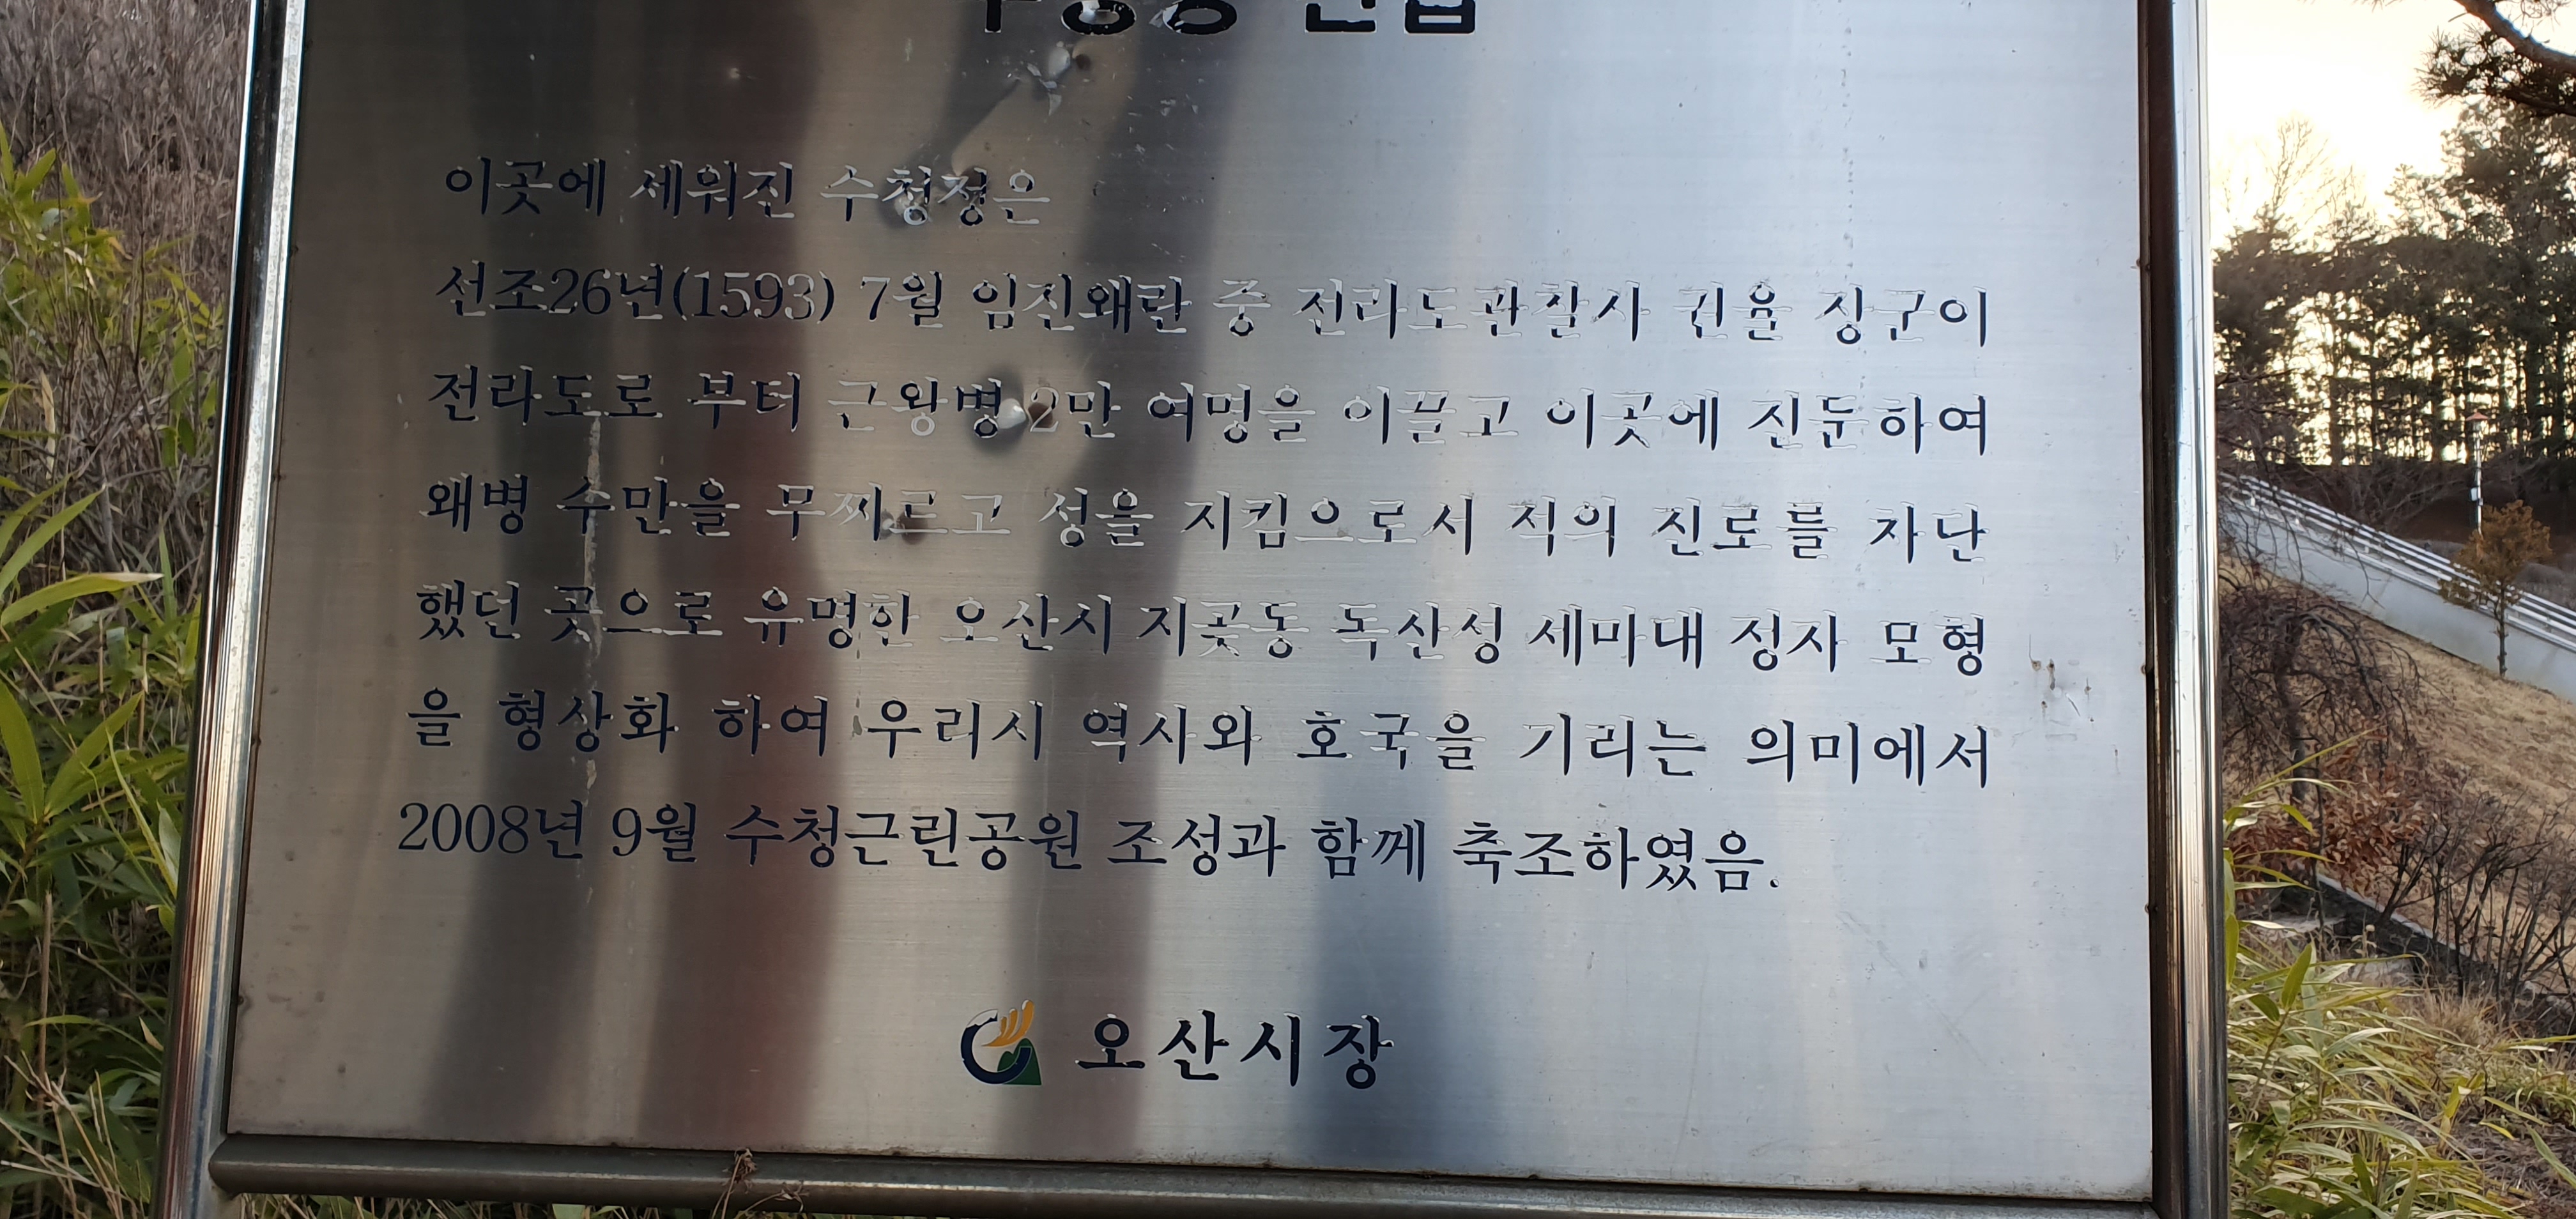 수청정 건립
이곳에 세워진 수청정은
선조26년(1593) 7월 임진왜란 중 전라도관찰사 권율 장군이
전라도로 부터 근왕병 2만 여명을 이끌고 이곳에 진둔하여
왜병 수만을 무찌르고 성을 지킴으로서 적의 진로를 차단
했던 곳으로 유명한 오산시 지곶동 독산성 세마대 정자 모형
을 형상화 하여 우리시 역사와 호국을 기리는 의미에서
2008년 9월 수청근린공원 조성과 함께 축조하였음.
오산시장